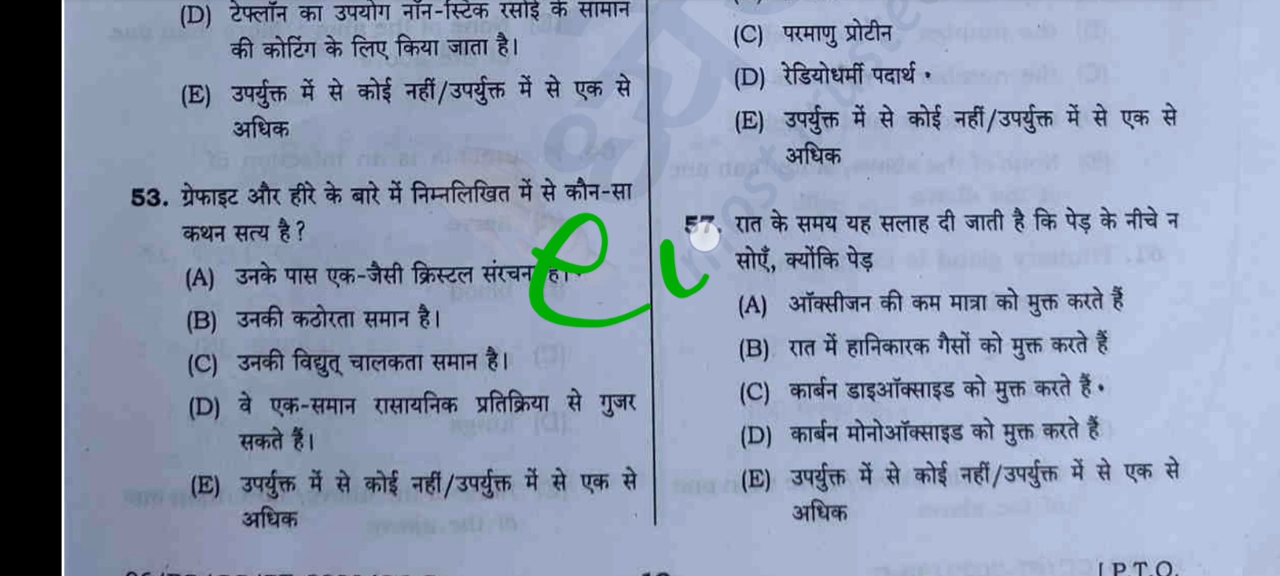 (D) टेफ्लॉन का उपयोग नॉन-स्टिक रसोई के सामान
की कोटिंग के लिए किया जाता है।
(E) उपर्युक्त में से कोई नहीं/उपर्युक्त में से एक से
अधिक
53. ग्रेफाइट और हीरे के बारे में निम्नलिखित में से कौन-सा
कथन सत्य है?
(A) उनके पास एक-जैसी क्रिस्टल संरचना है।
(B) उनकी कठोरता समान है।
(C) उनकी विद्युत् चालकता समान है।
(D) वे एक-समान रासायनिक प्रतिक्रिया से गुजर
सकते हैं।
(E) उपर्युक्त में से कोई नहीं/उपर्युक्त में से एक से
अधिक
(C) परमाणु प्रोटीन
(D) रेडियोधर्मी पदार्थ
(E) उपर्युक्त में से कोई नहीं/उपर्युक्त में से एक से
अधिक
57. रात के समय यह सलाह दी जाती है कि पेड़ के नीचे न
सोएँ, क्योंकि पेड़
(A) ऑक्सीजन की कम मात्रा को मुक्त करते हैं
(B) रात में हानिकारक गैसों को मुक्त करते हैं
(C) कार्बन डाइऑक्साइड को मुक्त करते हैं
(D) कार्बन मोनोऑक्साइड को मुक्त करते हैं
(E) उपर्युक्त में से कोई नहीं/उपर्युक्त में से एक से
अधिक
[P.T.O.